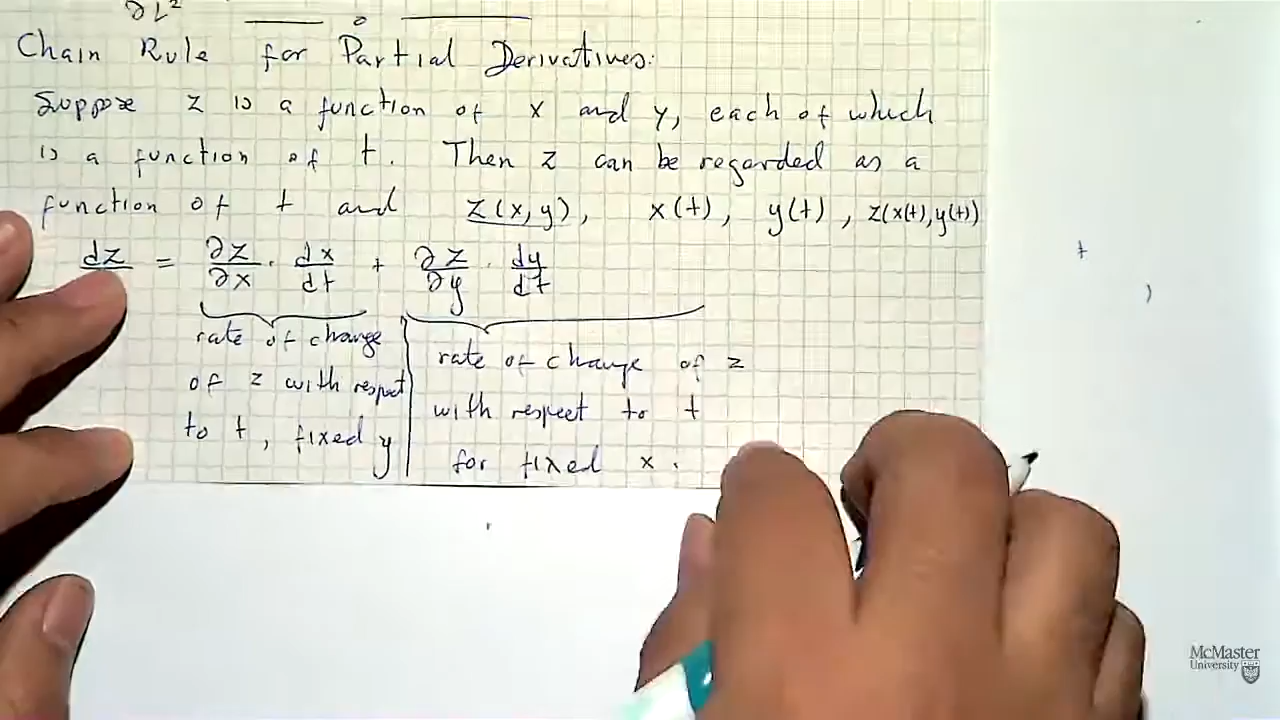 ∂L²
Chain Rule for Partial Derivatives:
Suppose z is a function of x and y, each of which
is a function of t. Then z can be regarded as a
function of t and z(x,y), x(t), y(t), z(x(t),y(t))
dz = ∂z/∂x · dx/dt + ∂z/∂y · dy/dt
rate of change
of z with respect
to t, fixed y
rate of change of z
with respect to t
for fixed x.
t
)
McMaster
University